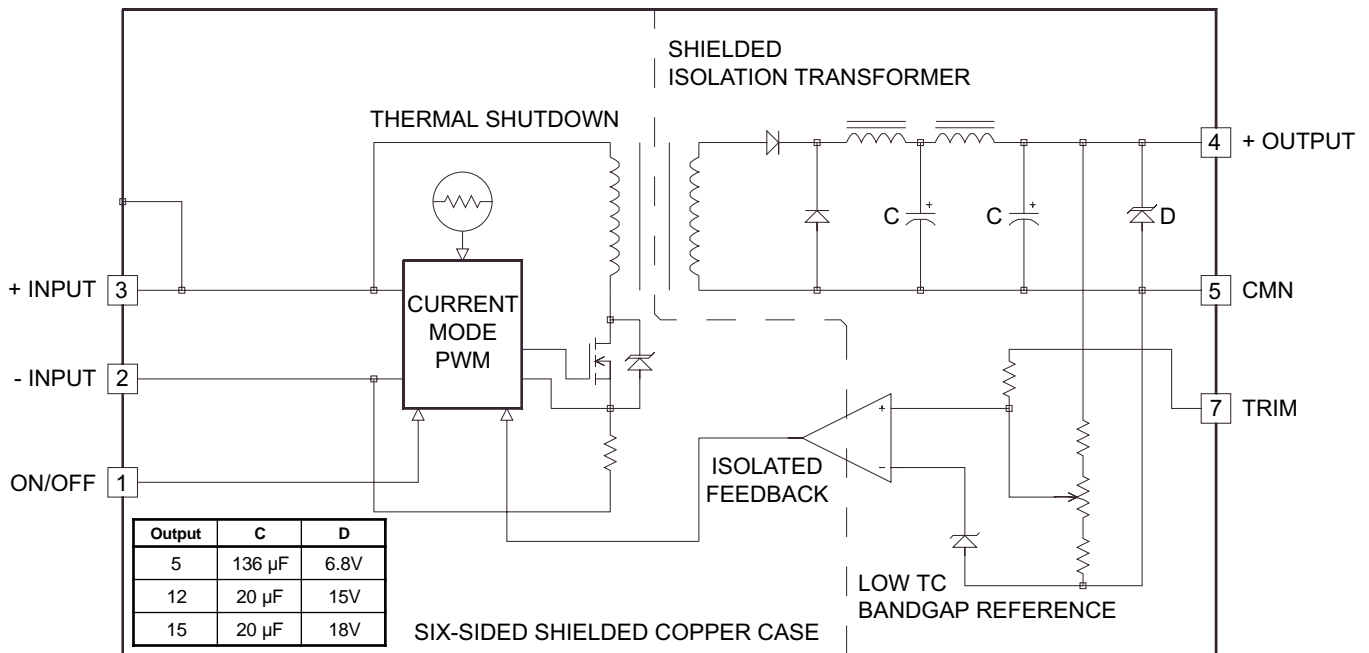 SHIELDED
ISOLATION TRANSFORMER
THERMAL SHUTDOWN
4 + OUTPUT
C + C + D
+ INPUT 3
5 CMN
CURRENT
MODE
PWM
- INPUT 2
7 TRIM
+
-
ISOLATED
FEEDBACK
ON/OFF 1
Output C D
5 136 µF 6.8V
12 20 µF 15V
15 20 µF 18V
LOW TC
BANDGAP REFERENCE
SIX-SIDED SHIELDED COPPER CASE